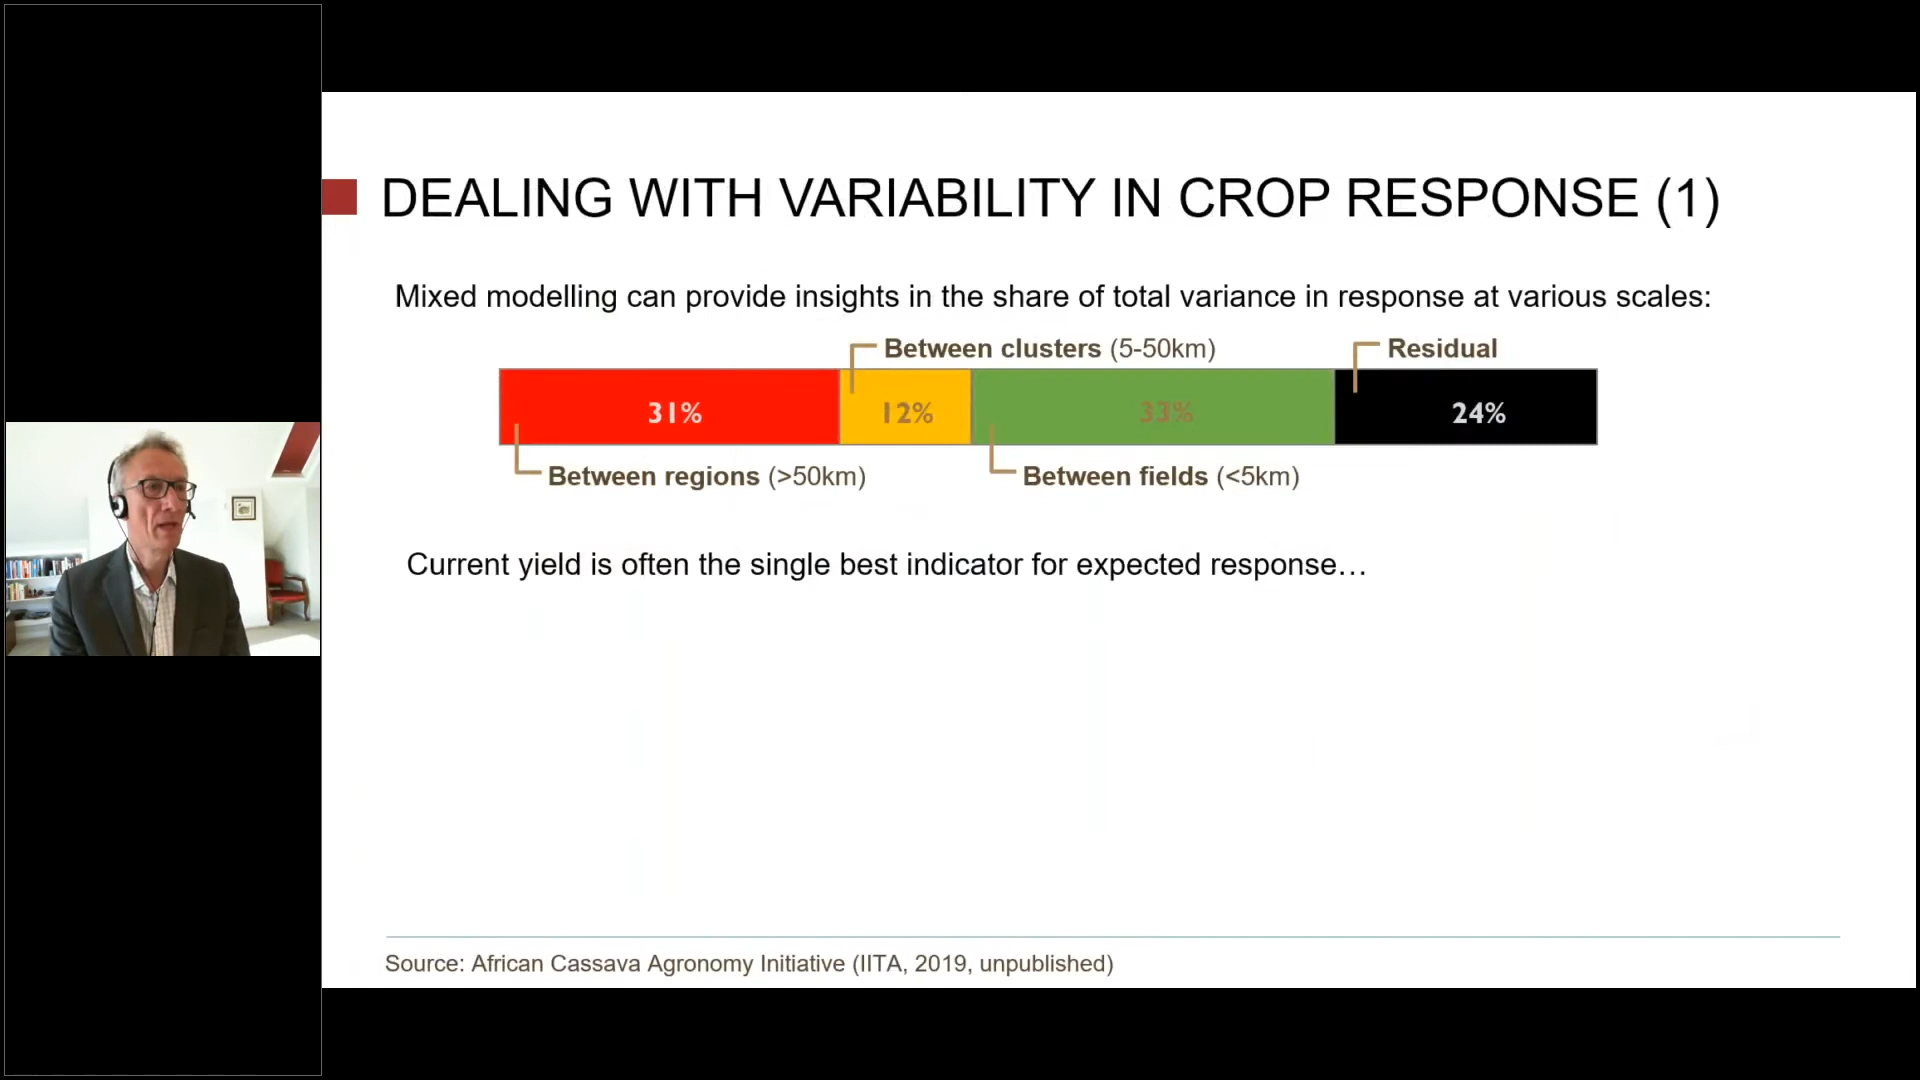 DEALING WITH VARIABILITY IN CROP RESPONSE (1)
Mixed modelling can provide insights in the share of total variance in response at various scales:
Between clusters (5-50km)
Residual
31%
12%
33%
24%
Between regions (>50km)
Between fields (<5km)
Current yield is often the single best indicator for expected response…
Source: African Cassava Agronomy Initiative (IITA, 2019, unpublished)